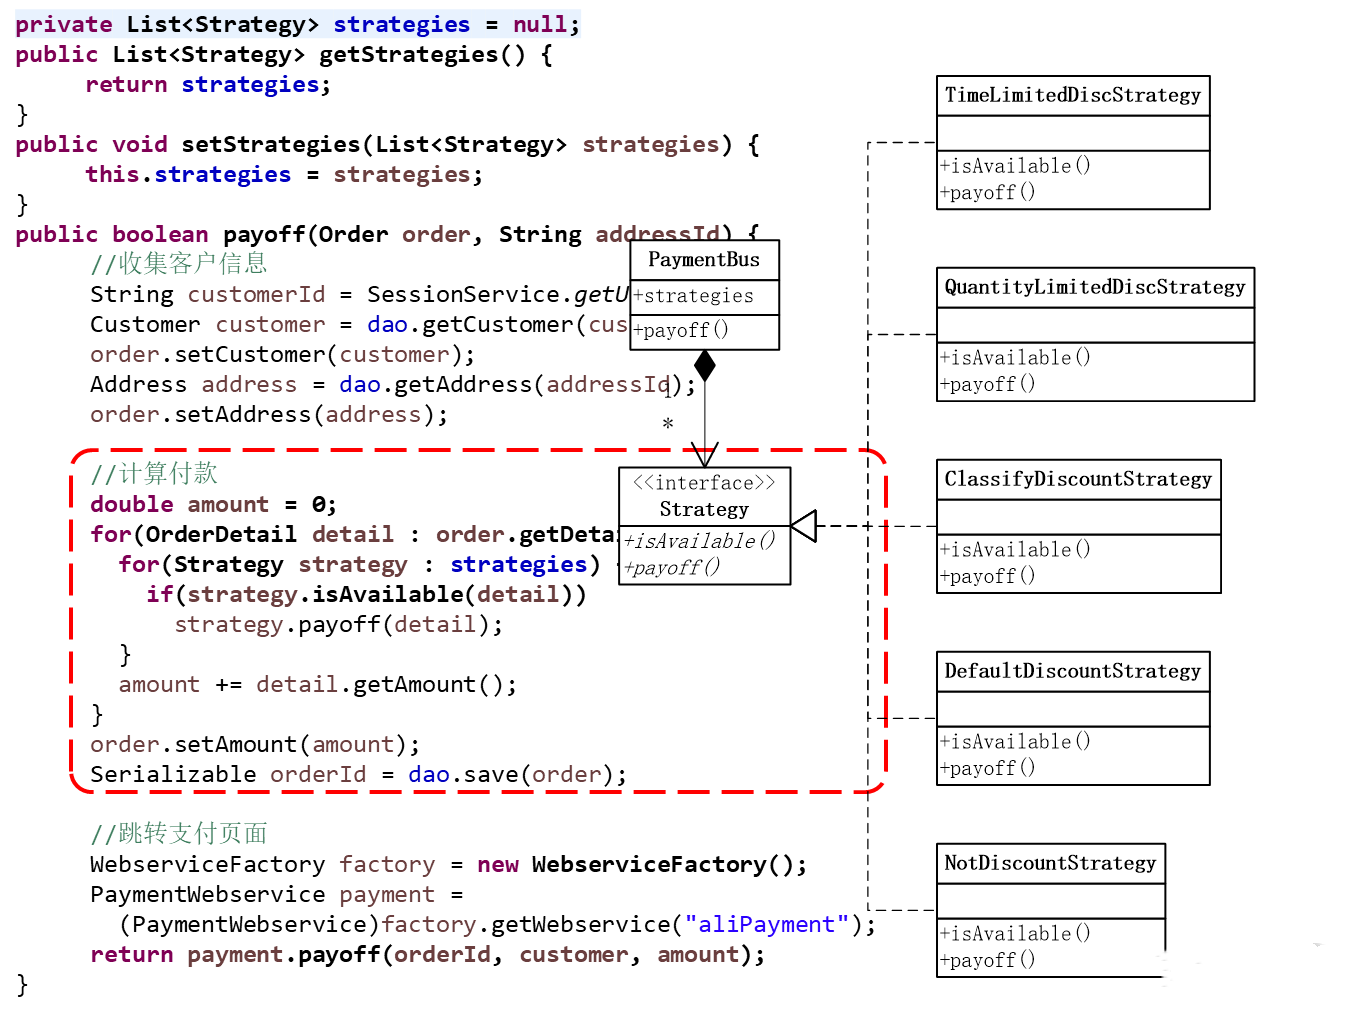 private List<Strategy> strategies = null;
public List<Strategy> getStrategies() {
return strategies;
}
public void setStrategies(List<Strategy> strategies) {
this.strategies = strategies;
}
public boolean payoff(Order order, String addressId) {
//收集客户信息
String customerId = SessionService.getU
Customer customer = dao.getCustomer(cus
order.setCustomer(customer);
Address address = dao.getAddress(addressId);
order.setAddress(address);
//计算付款
double amount = 0;
for(OrderDetail detail : order.getDeta
for(Strategy strategy : strategies)
if(strategy.isAvailable(detail))
strategy.payoff(detail);
}
amount += detail.getAmount();
}
order.setAmount(amount);
Serializable orderId = dao.save(order);
//跳转支付页面
WebserviceFactory factory = new WebserviceFactory();
PaymentWebservice payment =
(PaymentWebservice)factory.getWebservice("aliPayment");
return payment.payoff(orderId, customer, amount);
}
PaymentBus
+strategies
+payoff()
1
*
<<interface>>
Strategy
+isAvailable()
+payoff()
TimeLimitedDiscStrategy
+isAvailable()
+payoff()
QuantityLimitedDiscStrategy
+isAvailable()
+payoff()
ClassifyDiscountStrategy
+isAvailable()
+payoff()
DefaultDiscountStrategy
+isAvailable()
+payoff()
NotDiscountStrategy
+isAvailable()
+payoff()